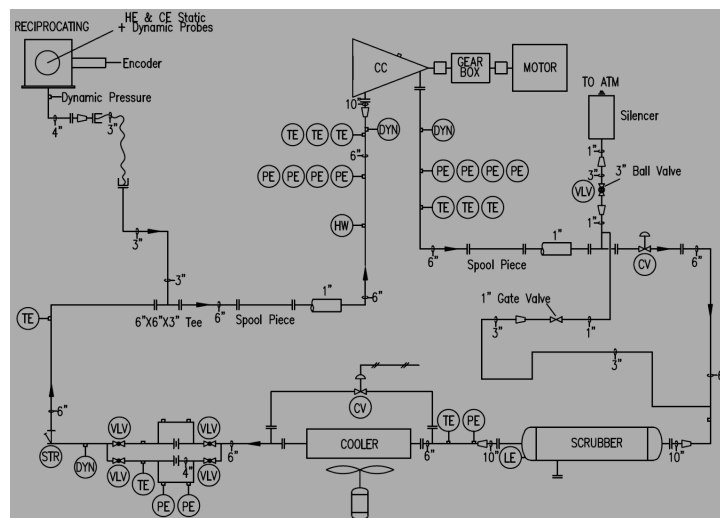 HE & CE Static
+ Dynamic Probes
RECIPROCATING
Encoder
Dynamic Pressure
4"
3"
3"
3"
CC
GEAR
BOX
MOTOR
10"
TE TE TE DYN
DYN
6"
PE PE PE PE
PE PE PE PE
HW
TE TE TE
TO ATM
Silencer
1"
3"
3" Ball Valve
VLV
1"
6"
Spool Piece
1"
CV
6"
TE
6"X6"X3" Tee
6"
Spool Piece
1"
6"
1" Gate Valve
3"
1"
3"
6"
6"
STR
DYN
VLV
VLV
TE
4"
VLV
VLV
PE PE
6"
CV
COOLER
6"
TE PE
10"
LE
SCRUBBER
10"